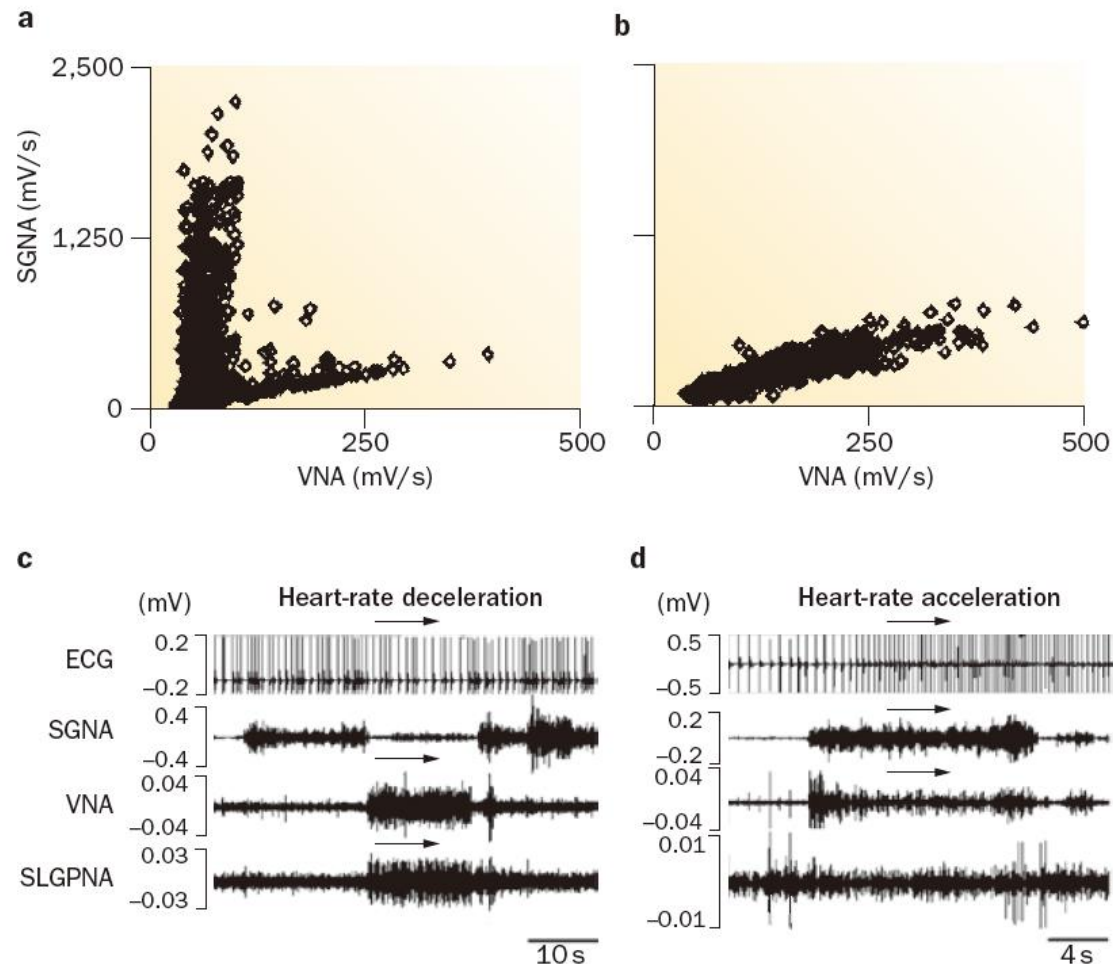 a
b
2,500
1,250
0
SGNA (mV/s)
0
250
500
VNA (mV/s)
0
250
500
VNA (mV/s)
c
(mV)
Heart-rate deceleration
ECG
0.2
–0.2
SGNA
0.4
–0.4
VNA
0.04
–0.04
SLGPNA
0.03
–0.03
10 s
d
(mV)
Heart-rate acceleration
0.5
–0.5
0.2
–0.2
0.04
–0.04
0.01
–0.01
4 s